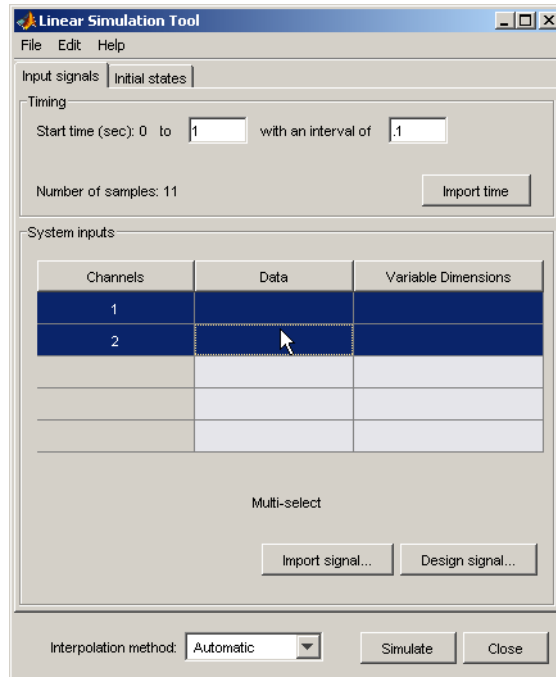 Linear Simulation Tool
File Edit Help
Input signals Initial states
Timing
Start time (sec): 0 to 1 with an interval of .1
Number of samples: 11 Import time
System inputs
Channels Data Variable Dimensions
1
2
Multi-select
Import signal... Design signal...
Interpolation method: Automatic Simulate Close